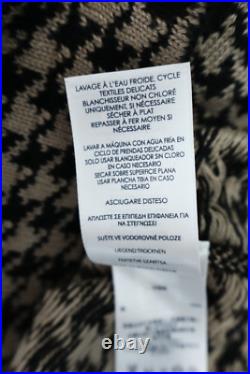 LAVAGE À L'EAU FROIDE, CYCLE
TEXTILES DELICATS
BLANCHISSEUR NON CHLORÉ
UNIQUEMENT, SI NÉCESSAIRE
SÉCHER À PLAT
REPASSER À FER MOYEN SI
NÉCESSAIRE
LAVAR A MÁQUINA CON AGUA FRÍA EN
CICLO DE PRENDAS DELICADAS
SOLO USAR BLANQUEADOR SIN CLORO
EN CASO NECESARIO
SECAR SOBRE SUPERFICIE PLANA
USAR PLANCHA TIBIA EN CASO
NECESARIO
ASCIUGARE DISTESO
ΑΠΛΩΣΤΕ ΣΕ ΕΠΙΠΕΔΗ ΕΠΙΦΑΝΕΙΑ ΓΙΑ
ΝΑ ΣΤΕΓΝΩΣΕΙ
SUŠTE VE VODOROVNÉ POLOZE
LIEGEND TROCKNEN